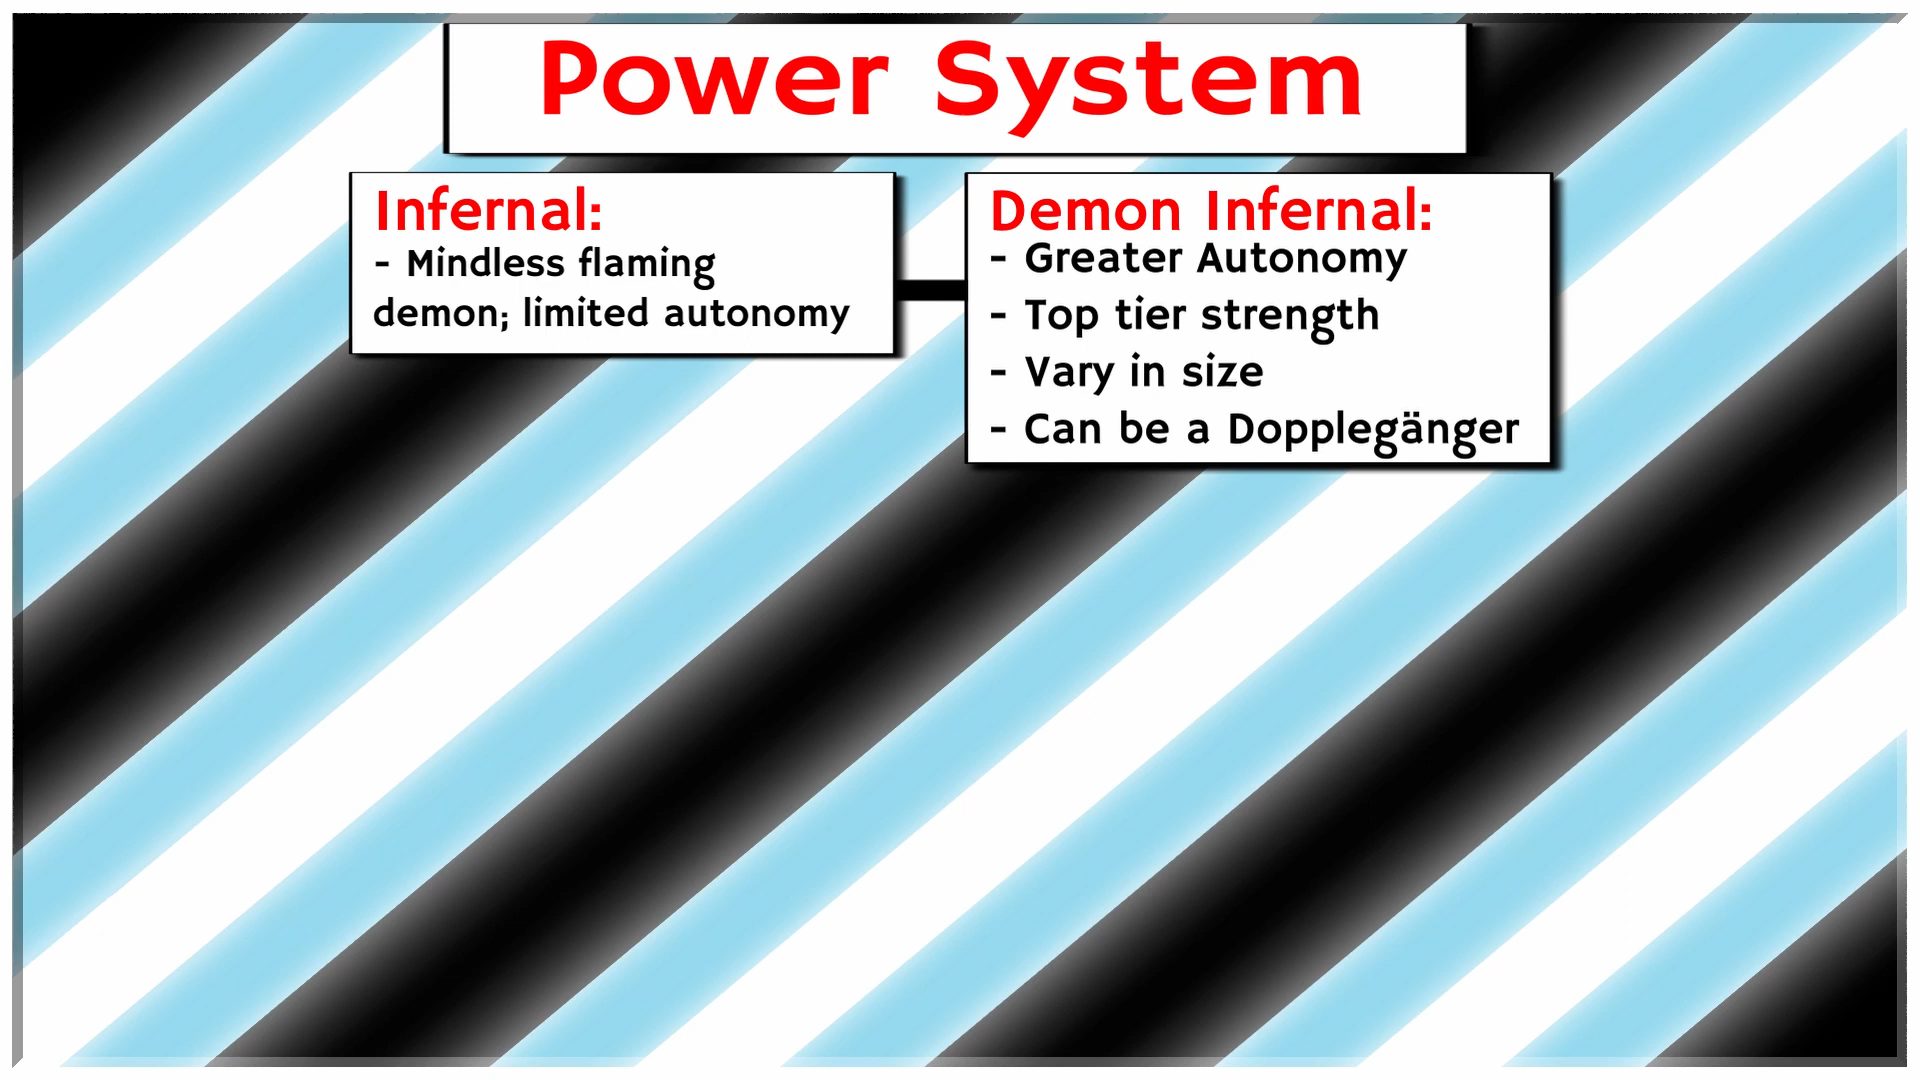 Power System
Infernal:
- Mindless flaming
demon; limited autonomy
Demon Infernal:
- Greater Autonomy
- Top tier strength
- Vary in size
- Can be a Dopplegänger